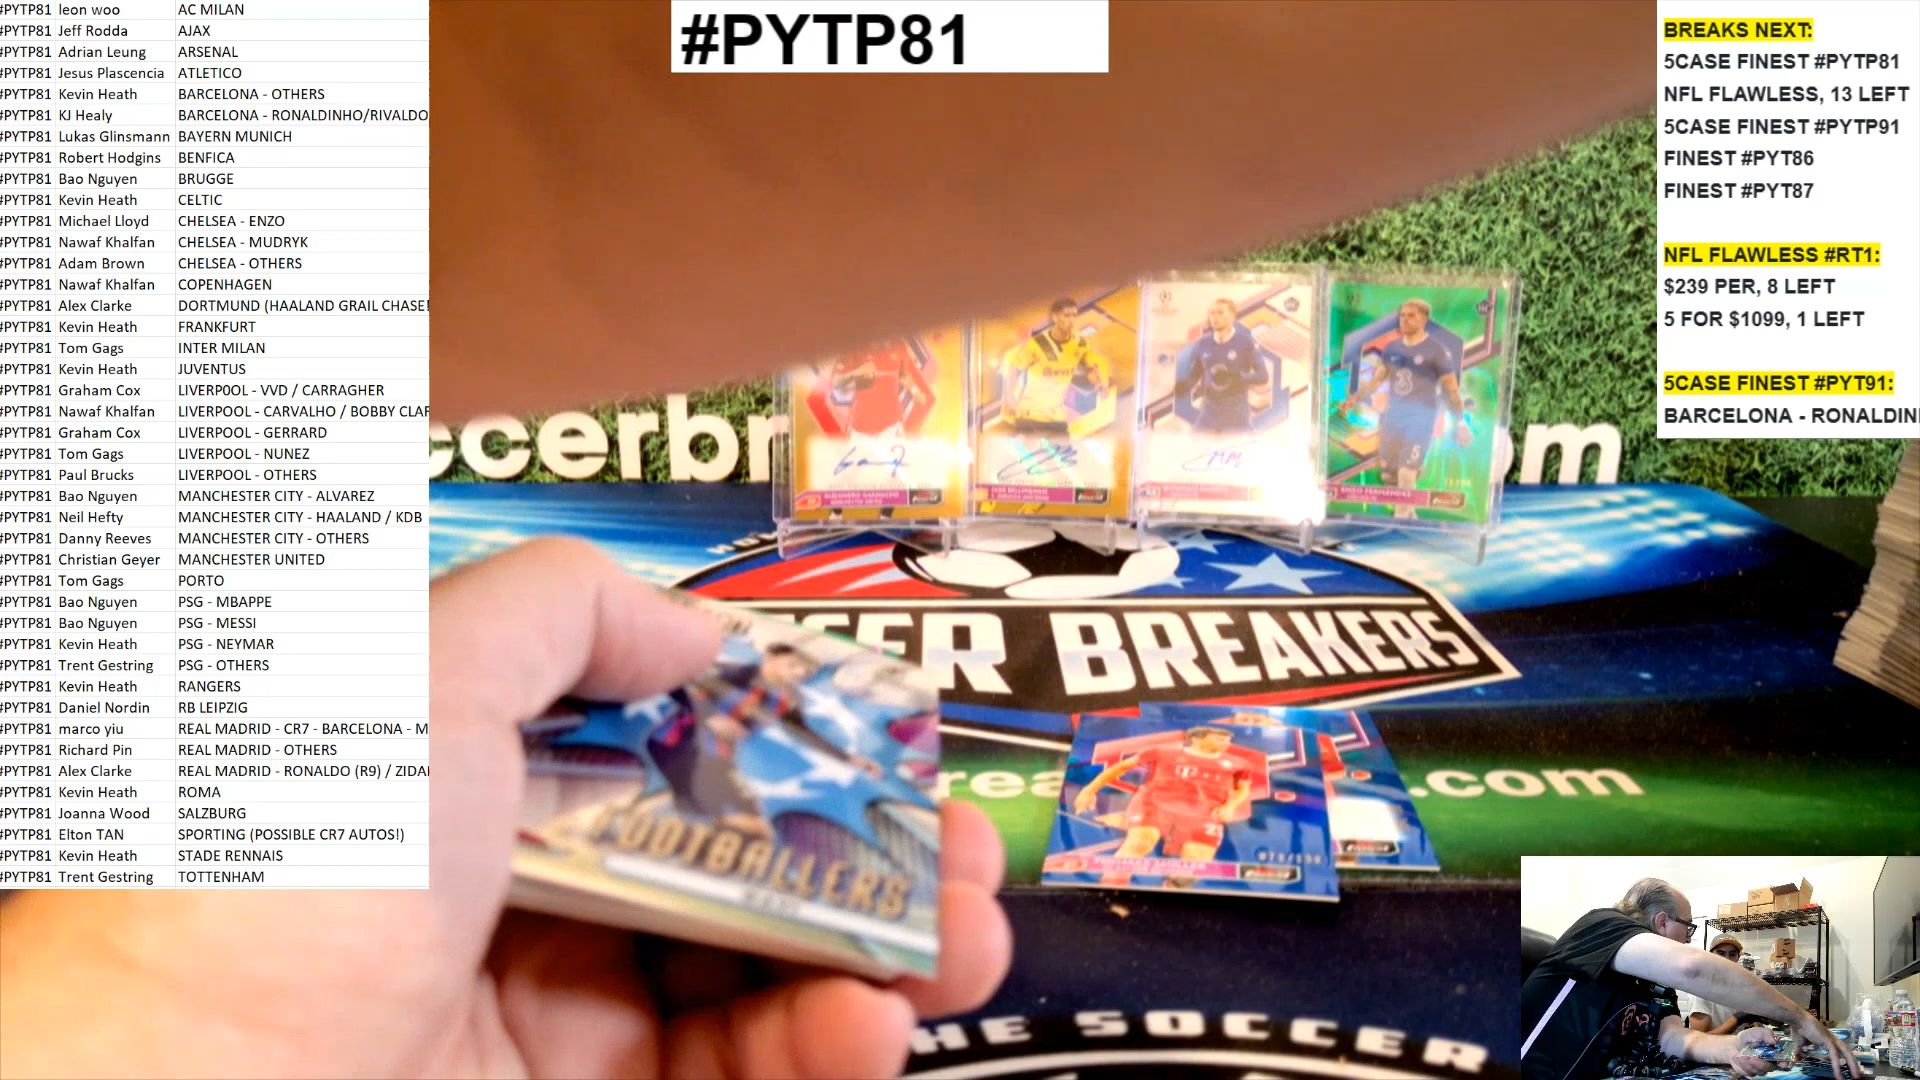 #PYTP81 leon woo AC MILAN
#PYTP81 Jeff Rodda AJAX
#PYTP81 Adrian Leung ARSENAL
#PYTP81 Jesus Plascencia ATLETICO
#PYTP81 Kevin Heath BARCELONA - OTHERS
#PYTP81 KJ Healy BARCELONA - RONALDINHO/RIVALDO
#PYTP81 Lukas Glinsmann BAYERN MUNICH
#PYTP81 Robert Hodgins BENFICA
#PYTP81 Bao Nguyen BRUGGE
#PYTP81 Kevin Heath CELTIC
#PYTP81 Michael Lloyd CHELSEA - ENZO
#PYTP81 Nawaf Khalfan CHELSEA - MUDRYK
#PYTP81 Adam Brown CHELSEA - OTHERS
#PYTP81 Nawaf Khalfan COPENHAGEN
#PYTP81 Alex Clarke DORTMUND (HAALAND GRAIL CHASE!
#PYTP81 Kevin Heath FRANKFURT
#PYTP81 Tom Gags INTER MILAN
#PYTP81 Kevin Heath JUVENTUS
#PYTP81 Graham Cox LIVERP0OL - VVD / CARRAGHER
#PYTP81 Nawaf Khalfan LIVERPOOL - CARVALHO / BOBBY CLAR
#PYTP81 Graham Cox LIVERPOOL - GERRARD
#PYTP81 Tom Gags LIVERPOOL - NUNEZ
#PYTP81 Paul Brucks LIVERPOOL - OTHERS
#PYTP81 Bao Nguyen MANCHESTER CITY - ALVAREZ
#PYTP81 Neil Hefty MANCHESTER CITY - HAALAND / KDB
#PYTP81 Danny Reeves MANCHESTER CITY - OTHERS
#PYTP81 Christian Geyer MANCHESTER UNITED
#PYTP81 Tom Gags PORTO
#PYTP81 Bao Nguyen PSG - MBAPPE
#PYTP81 Bao Nguyen PSG - MESSI
#PYTP81 Kevin Heath PSG - NEYMAR
#PYTP81 Trent Gestring PSG - OTHERS
#PYTP81 Kevin Heath RANGERS
#PYTP81 Daniel Nordin RB LEIPZIG
#PYTP81 marco yiu REAL MADRID - CR7 - BARCELONA - M
#PYTP81 Richard Pin REAL MADRID - OTHERS
#PYTP81 Alex Clarke REAL MADRID - RONALDO (R9) / ZIDA
#PYTP81 Kevin Heath ROMA
#PYTP81 Joanna Wood SALZBURG
#PYTP81 Elton TAN SPORTING (POSSIBLE CR7 AUTOS!)
#PYTP81 Kevin Heath STADE RENNAIS
#PYTP81 Trent Gestring TOTTENHAM
#PYTP81
BREAKS NEXT:
5CASE FINEST #PYTP81
NFL FLAWLESS, 13 LEFT
5CASE FINEST #PYTP91
FINEST #PYT86
FINEST #PYT87
NFL FLAWLESS #RT1:
$239 PER, 8 LEFT
5 FOR $1099, 1 LEFT
5CASE FINEST #PYT91:
BARCELONA - RONALDIN
ccerbr om
ENZO FERNANDEZ
CER BREAKERS
rea .com
THOMAS MÜLLER
FOOTBALLERS
THE SOCCER